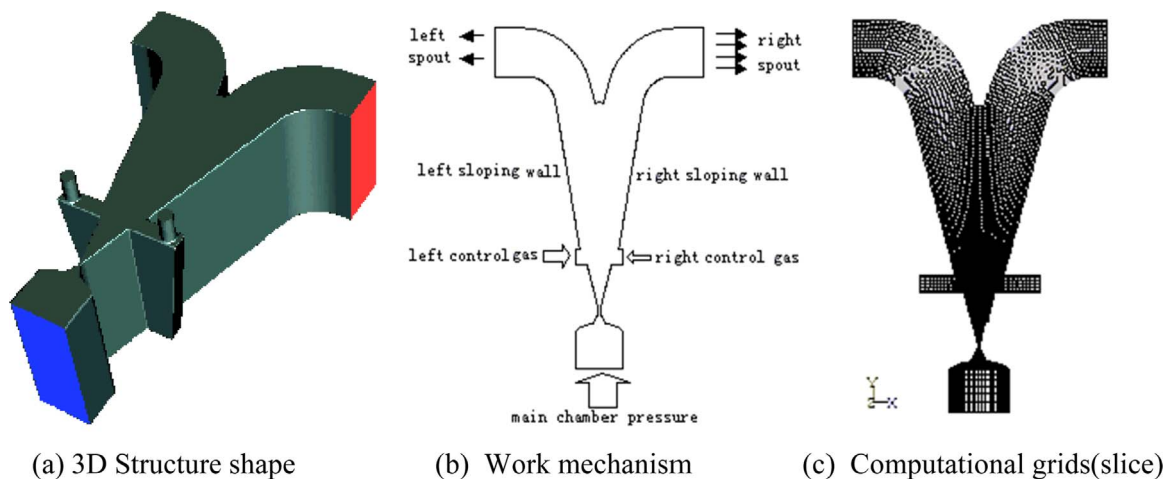 left
spout
right
spout
left sloping wall
right sloping wall
left control gas
right control gas
main chamber pressure
Y
Z X
(a) 3D Structure shape
(b) Work mechanism
(c) Computational grids(slice)